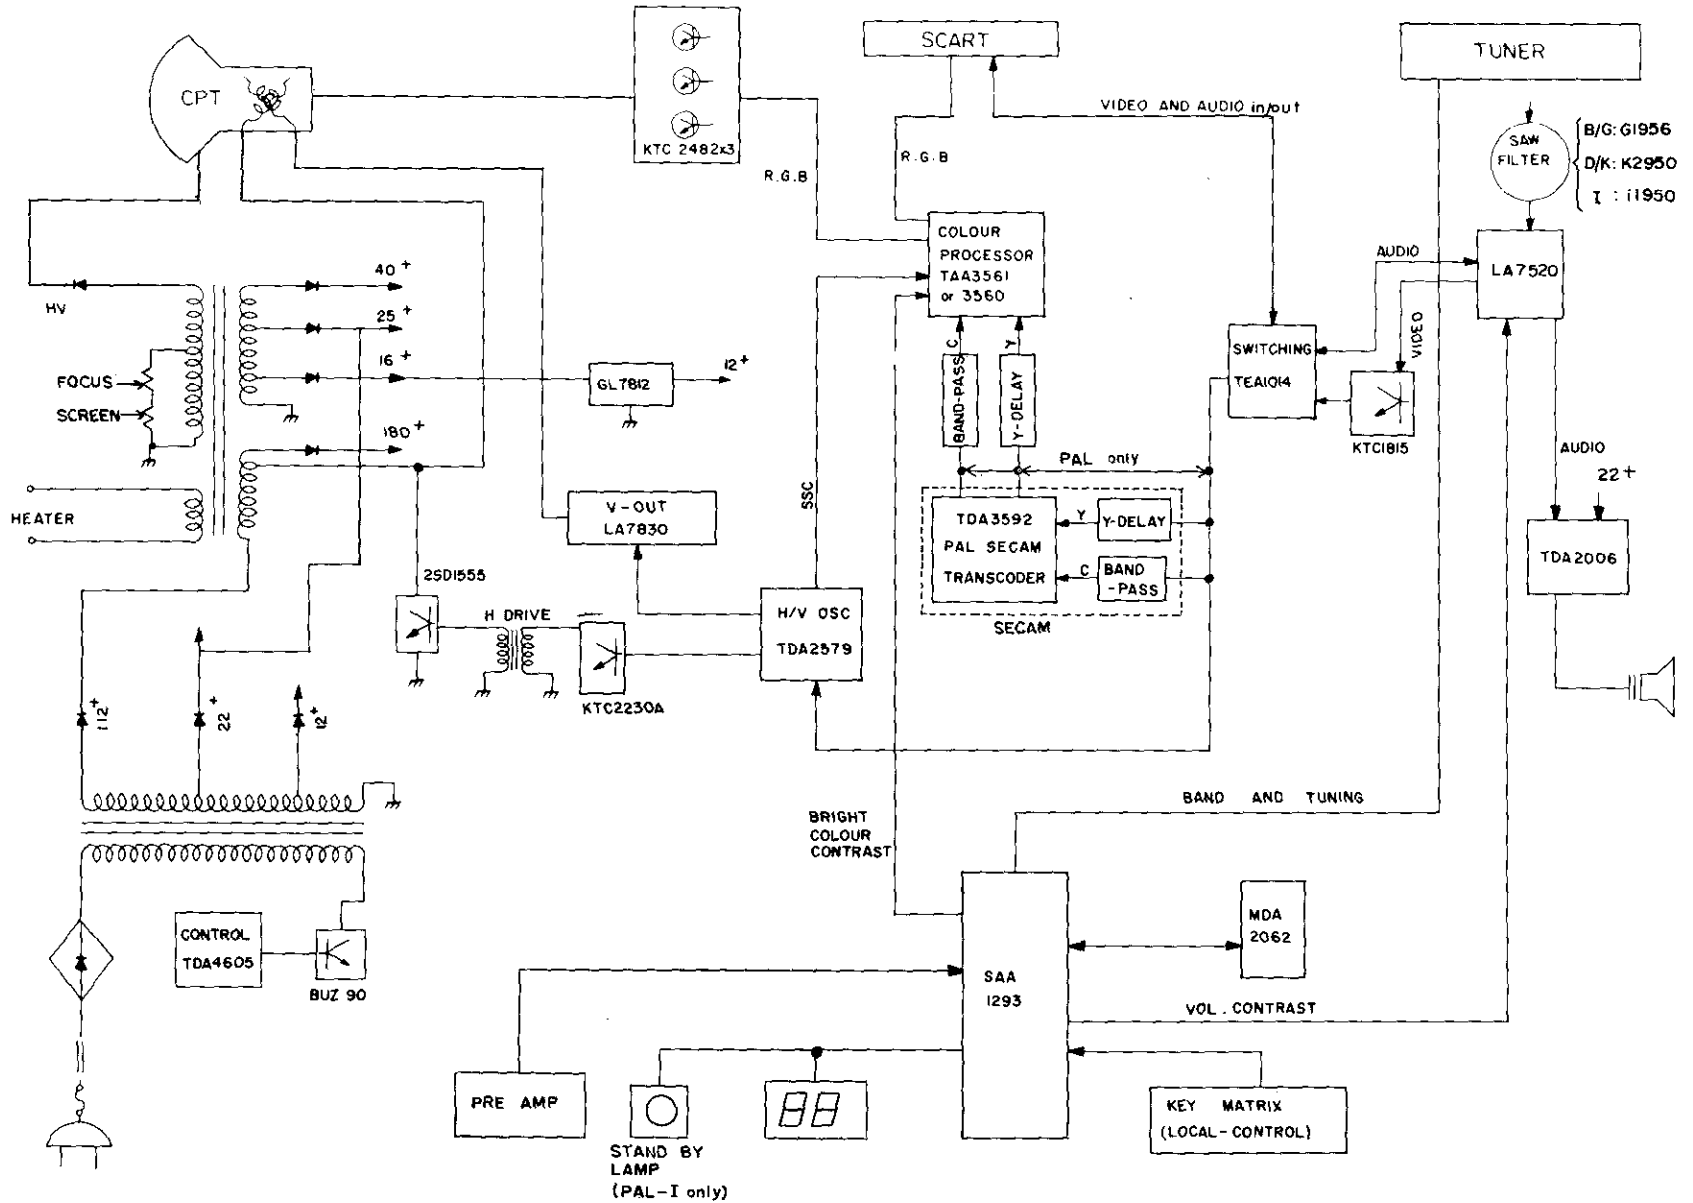 SCART
TUNER
CPT
KTC 2482x3
VIDEO AND AUDIO in/out
R.G.B
R.G.B
SAW
FILTER
B/G: G1956
D/K: K2950
I : i1950
COLOUR
PROCESSOR
TAA3561
or 3560
AUDIO
LA7520
VIDEO
HV
40+
25+
16+
180+
FOCUS
SCREEN
HEATER
GL7812
12+
C
Y
BAND-PASS
Y-DELAY
SWITCHING
TEA1014
KTC1815
PAL only
SSC
V-OUT
LA7830
TDA3592
PAL SECAM
TRANSCODER
Y
Y-DELAY
C
BAND
-PASS
SECAM
AUDIO
22+
TDA2006
2SD1555
H DRIVE
KTC2230A
H/V OSC
TDA2579
112+
22+
12+
BAND AND TUNING
BRIGHT
COLOUR
CONTRAST
CONTROL
TDA4605
BUZ 90
MDA
2062
SAA
1293
VOL. CONTRAST
PRE AMP
88
STAND BY
LAMP
(PAL-I only)
KEY MATRIX
(LOCAL-CONTROL)